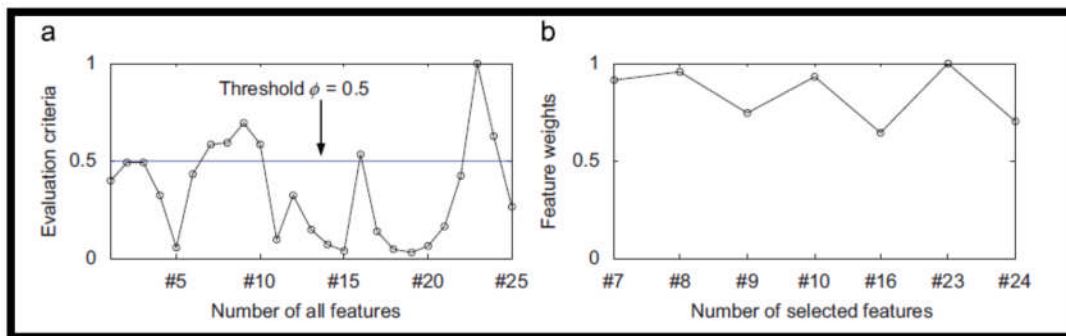 a
1
0.5
0
Evaluation criteria
Threshold ϕ = 0.5
#5 #10 #15 #20 #25
Number of all features
b
1
0.5
0
Feature weights
#7 #8 #9 #10 #16 #23 #24
Number of selected features